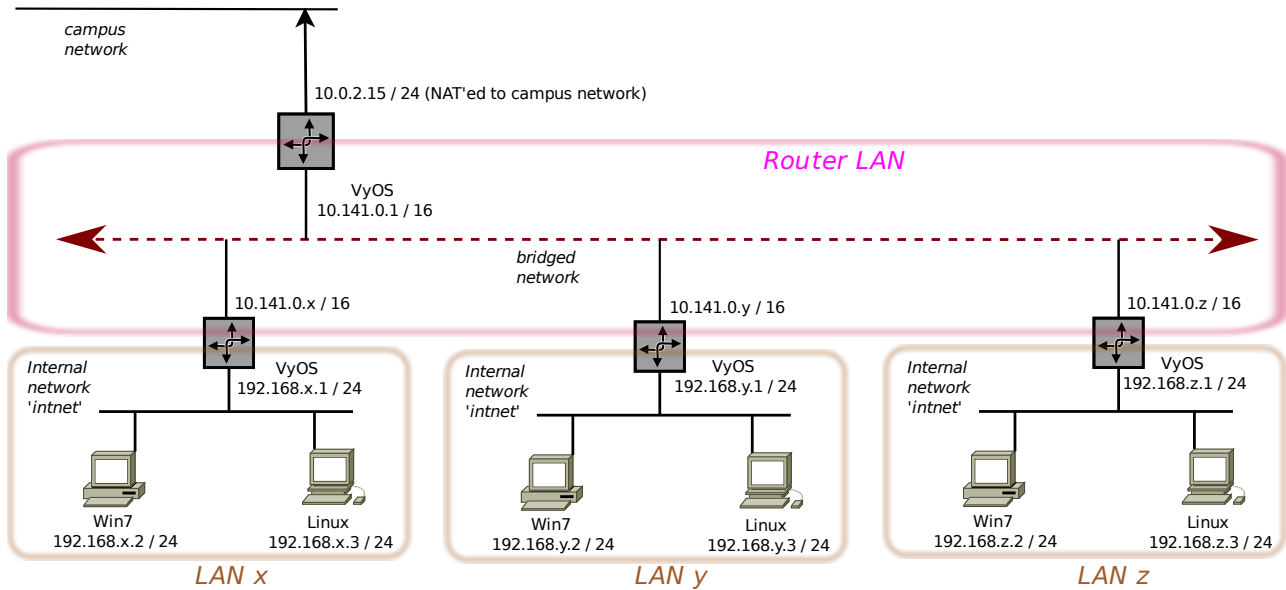 campus
network
10.0.2.15 / 24 (NAT'ed to campus network)
Router LAN
VyOS
10.141.0.1 / 16
bridged
network
10.141.0.x / 16
10.141.0.y / 16
10.141.0.z / 16
Internal
network
'intnet'
VyOS
192.168.x.1 / 24
Win7
192.168.x.2 / 24
Linux
192.168.x.3 / 24
LAN x
Internal
network
'intnet'
VyOS
192.168.y.1 / 24
Win7
192.168.y.2 / 24
Linux
192.168.y.3 / 24
LAN y
Internal
network
'intnet'
VyOS
192.168.z.1 / 24
Win7
192.168.z.2 / 24
Linux
192.168.z.3 / 24
LAN z